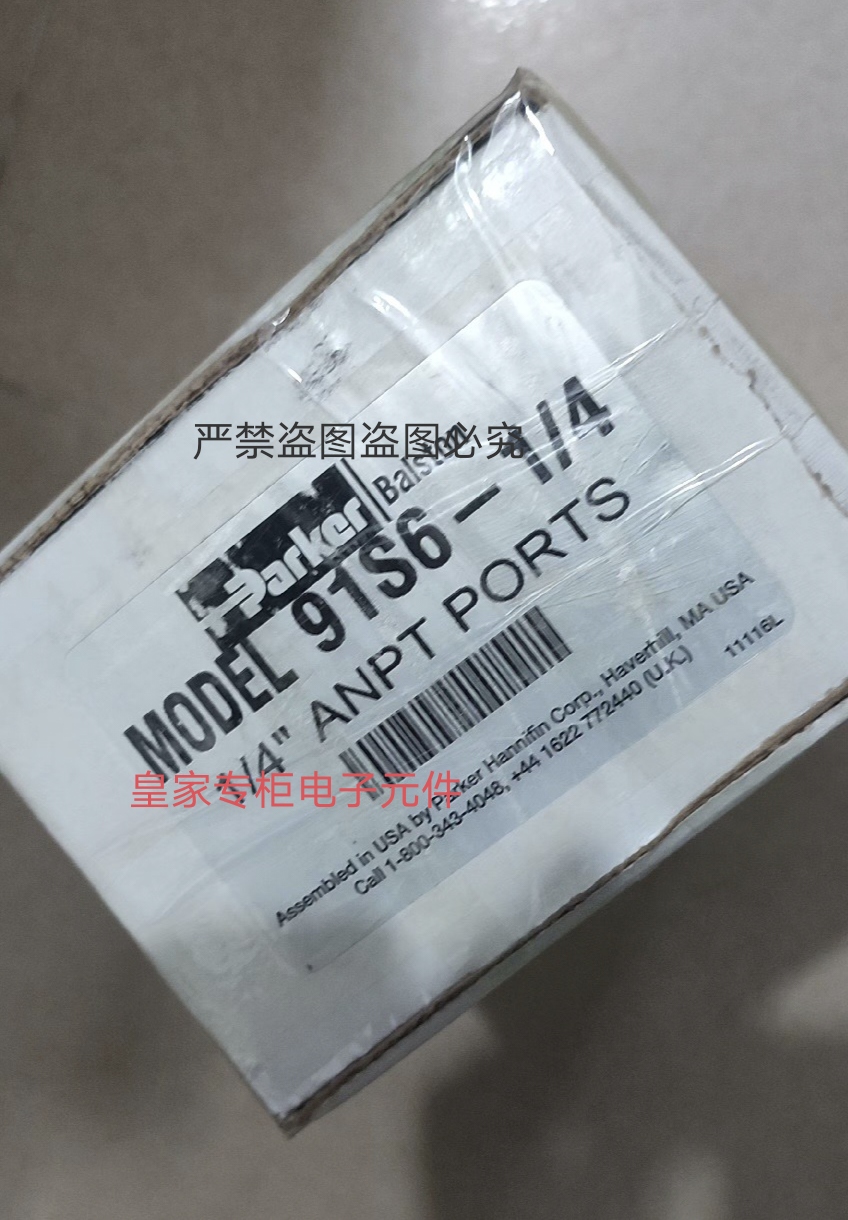 严禁盗图盗图必究
Parker
Balston
MODEL 91S6-1/4
1/4" ANPT PORTS
皇家专柜电子元件
Assembled in USA by Parker Hannifin Corp., Haverhill, MA USA
Call 1-800-343-4048, +44 1622 772440 (U.K.)
11116L